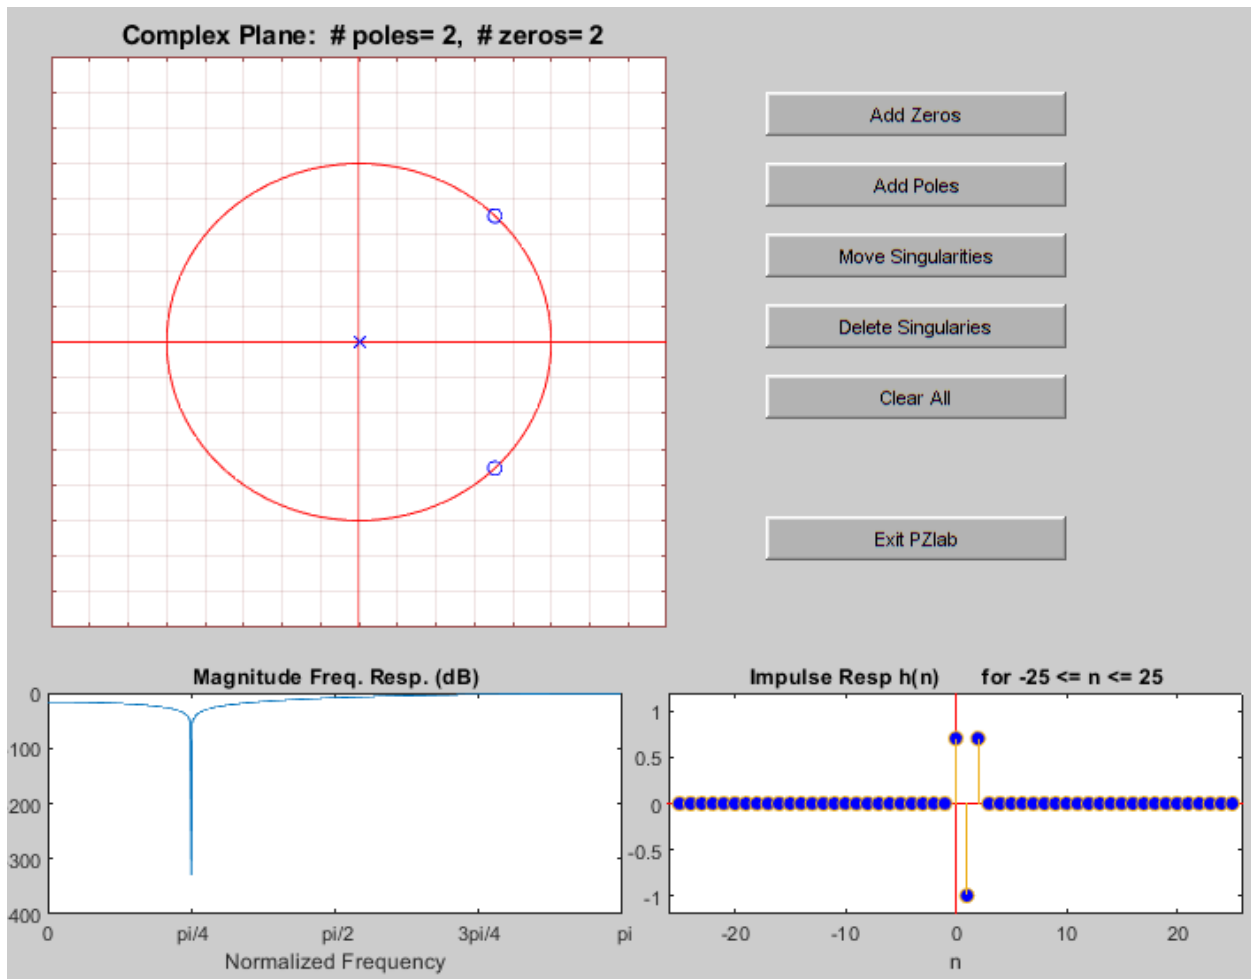 Complex Plane: # poles= 2, # zeros= 2
Add Zeros
Add Poles
Move Singularities
Delete Singularies
Clear All
Exit PZlab
Magnitude Freq. Resp. (dB)
0
100
200
300
400
0 pi/4 pi/2 3pi/4 pi
Normalized Frequency
Impulse Resp h(n) for -25 <= n <= 25
1
0.5
0
-0.5
-1
-20 -10 0 10 20
n